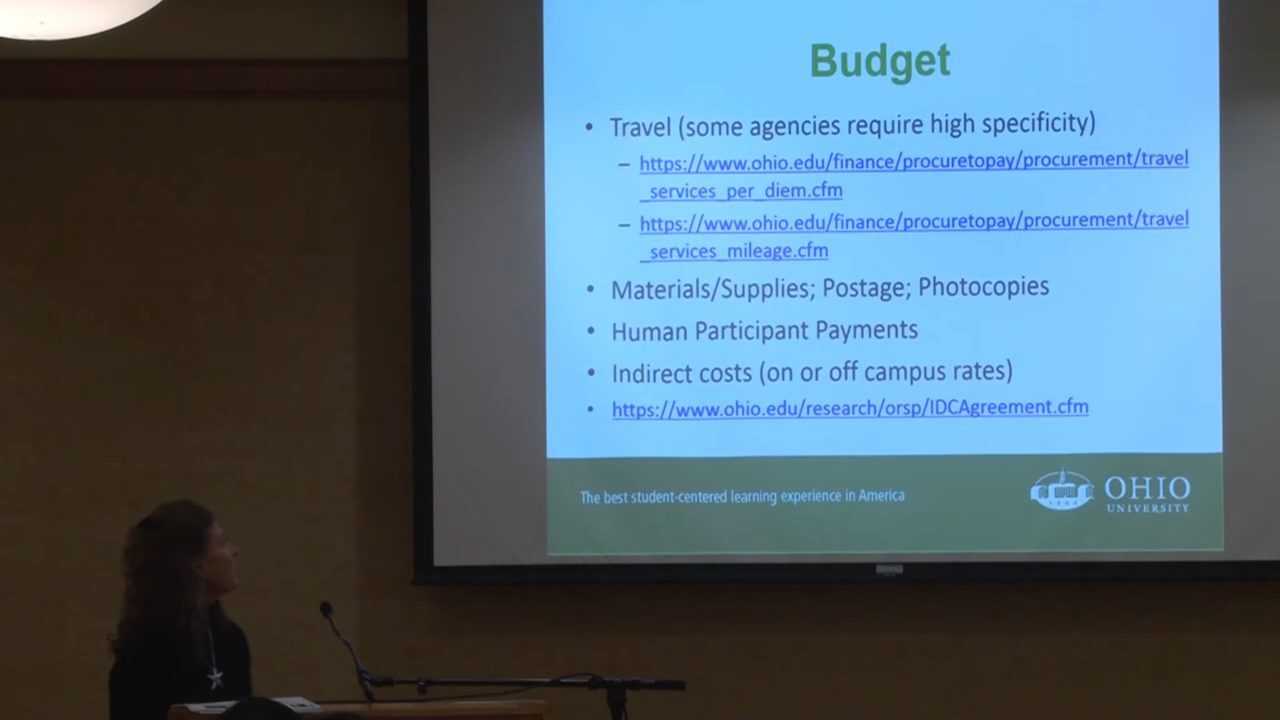 Budget
• Travel (some agencies require high specificity)
– https://www.ohio.edu/finance/procuretopay/procurement/travel
_services_per_diem.cfm
– https://www.ohio.edu/finance/procuretopay/procurement/travel
_services_mileage.cfm
• Materials/Supplies; Postage; Photocopies
• Human Participant Payments
• Indirect costs (on or off campus rates)
• https://www.ohio.edu/research/orsp/IDCAgreement.cfm
The best student-centered learning experience in America
OHIO
UNIVERSITY